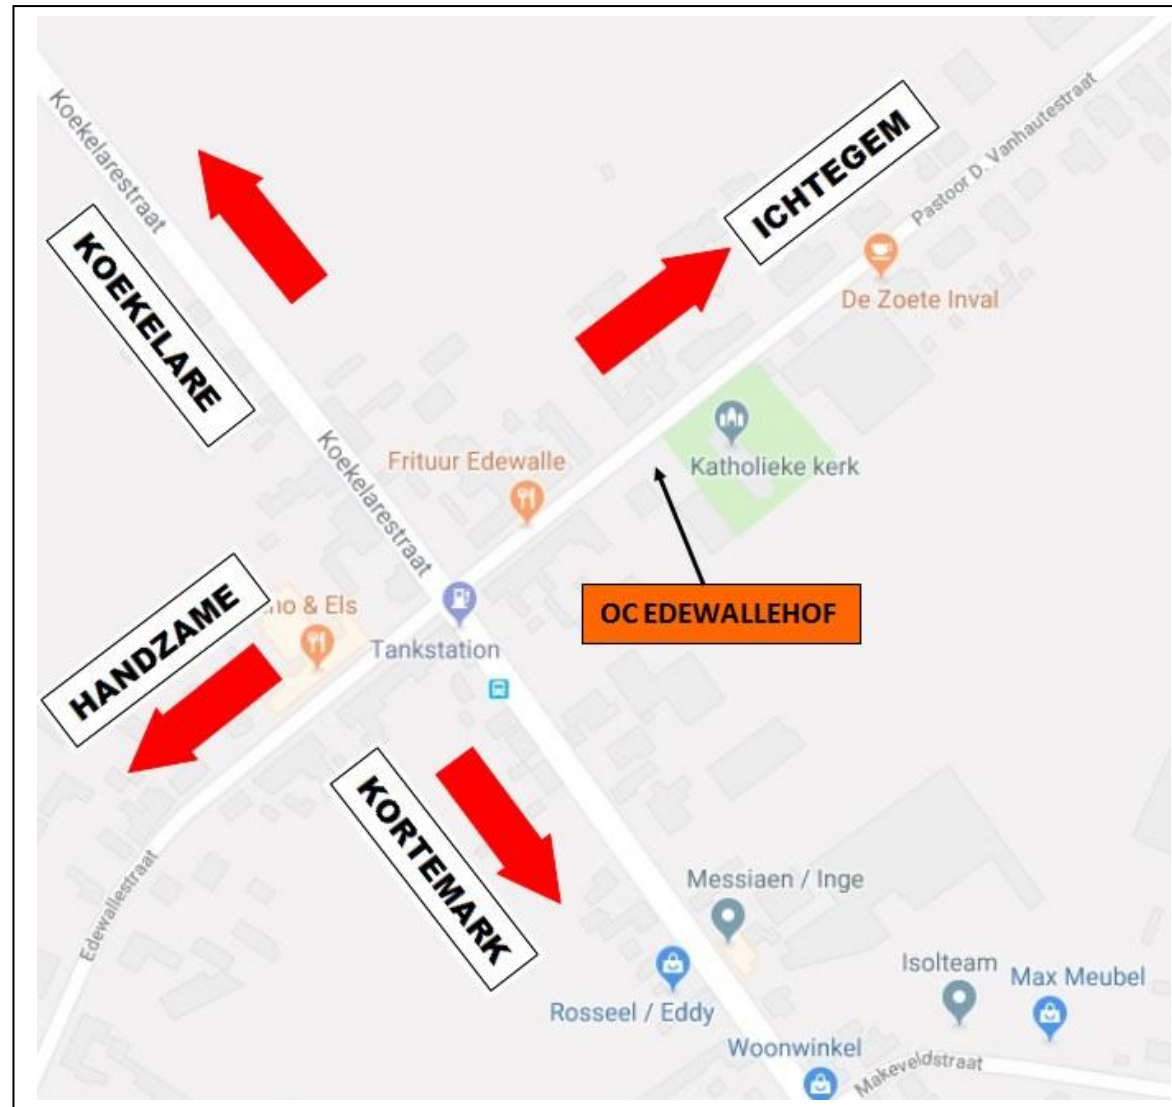 Koekelarestraat
ICHTEGEM
Pastoor D. Vanhautestraat
KOEKELARE
De Zoete Inval
Koekelarestraat
Frituur Edewalle
Katholieke kerk
HANDZAME
& Els
OC EDEWALLEHOF
Tankstation
KORTEMARK
Edewallestraat
Messiaen / Inge
Isolteam
Max Meubel
Rosseel / Eddy
Woonwinkel
Makeveldstraat